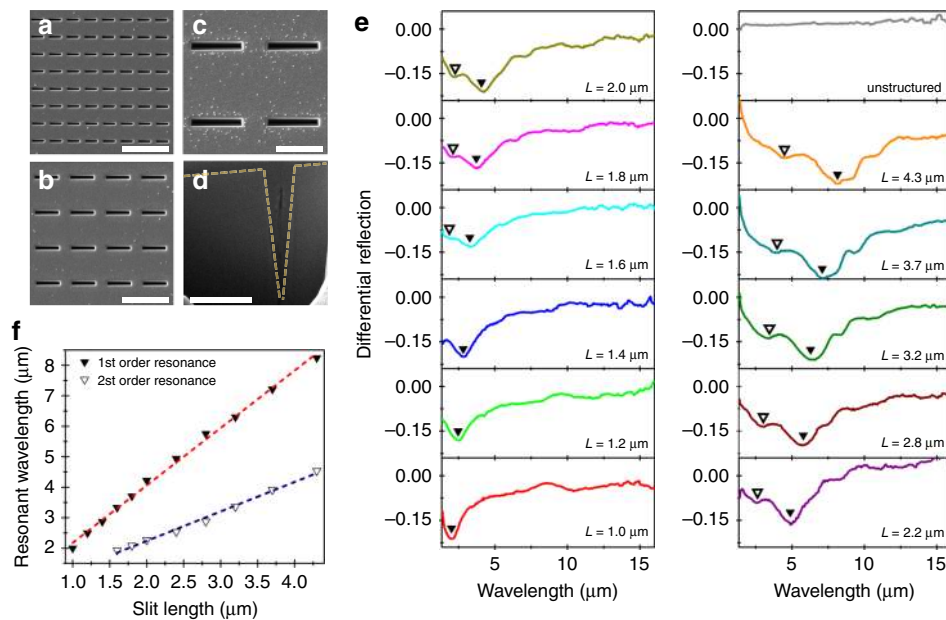 a
c
b
d
e
0.00
−0.15
L = 2.0 μm
−0.15
L = 1.8 μm
0.00
−0.15
L = 1.6 μm
−0.15
L = 1.4 μm
0.00
−0.15
L = 1.2 μm
0.00
−0.15
L = 1.0 μm
5
10
15
Wavelength (μm)
Differential reflection
0.00
−0.15
unstructured
0.00
−0.15
L = 4.3 μm
0.00
−0.15
L = 3.7 μm
0.00
−0.15
L = 3.2 μm
0.00
−0.15
L = 2.8 μm
0.00
−0.15
L = 2.2 μm
5
10
15
Wavelength (μm)
f
1st order resonance
2st order resonance
Resonant wavelength (μm)
8
7
6
5
4
3
2
1.0
1.5
2.0
2.5
3.0
3.5
4.0
Slit length (μm)